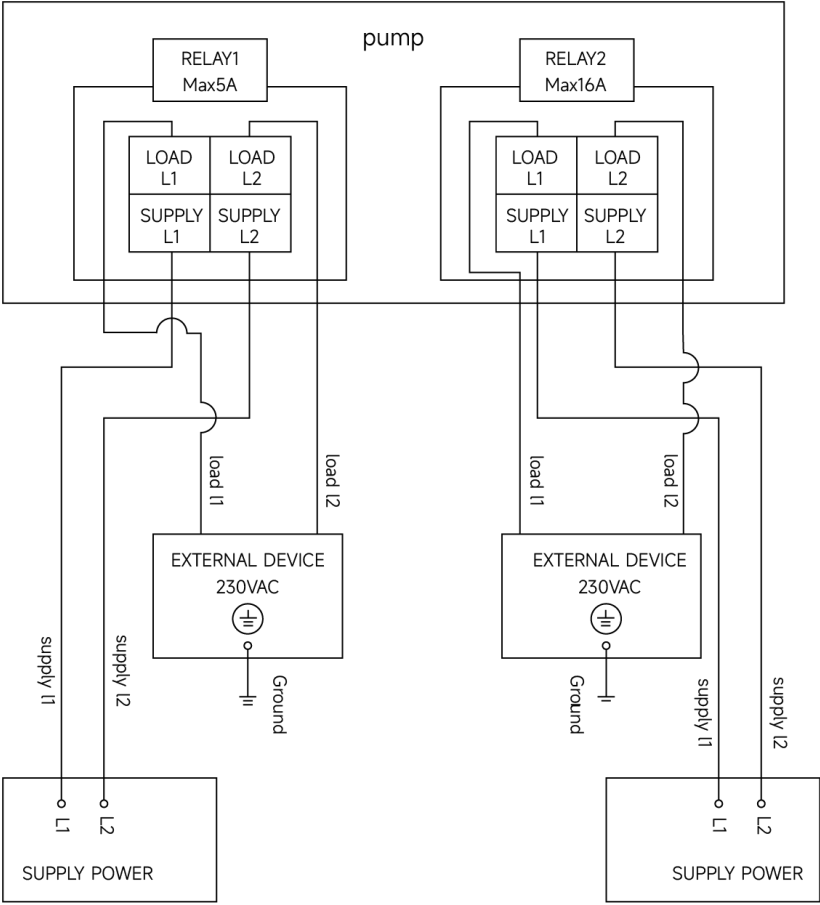 pump
RELAY1
Max5A
RELAY2
Max16A
LOAD
L1
LOAD
L2
SUPPLY
L1
SUPPLY
L2
LOAD
L1
LOAD
L2
SUPPLY
L1
SUPPLY
L2
load l1
load l2
load l1
load l2
EXTERNAL DEVICE
230VAC
EXTERNAL DEVICE
230VAC
supply l1
supply l2
Ground
Ground
supply l1
supply l2
L1
L2
SUPPLY POWER
L1
L2
SUPPLY POWER